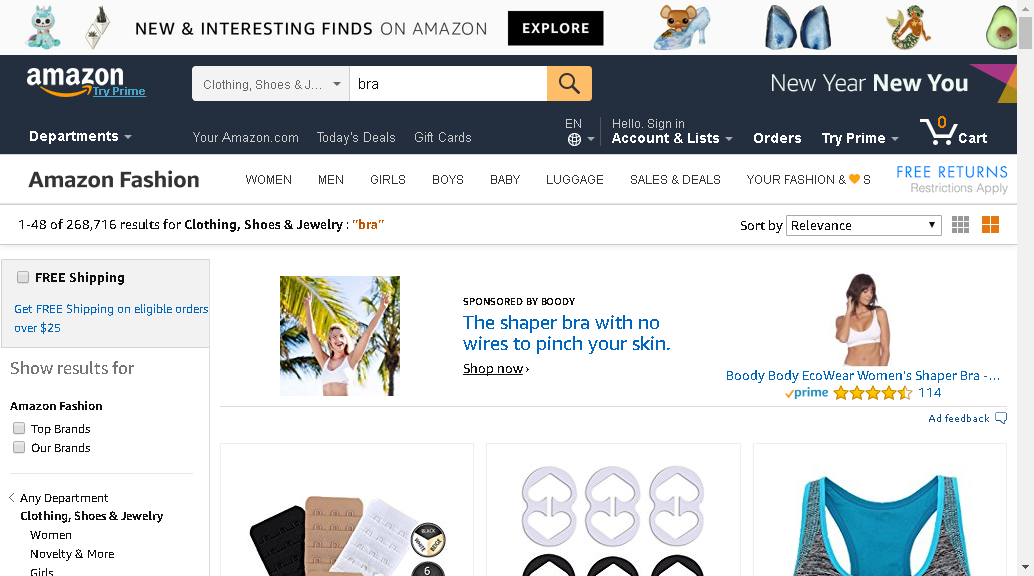 NEW & INTERESTING FINDS ON AMAZON EXPLORE
amazon
Try Prime
Clothing, Shoes & J...
bra
New Year New You
Departments
Your Amazon.com Today's Deals Gift Cards
EN
Hello. Sign in
Account & Lists
Orders
Try Prime
0
Cart
Amazon Fashion
WOMEN MEN GIRLS BOYS BABY LUGGAGE SALES & DEALS YOUR FASHION & S
FREE RETURNS
Restrictions Apply
1-48 of 268,716 results for Clothing, Shoes & Jewelry : "bra"
Sort by Relevance
FREE Shipping
Get FREE Shipping on eligible orders
over $25
Show results for
Amazon Fashion
Top Brands
Our Brands
Any Department
Clothing, Shoes & Jewelry
Women
Novelty & More
Girls
SPONSORED BY BOODY
The shaper bra with no
wires to pinch your skin.
Shop now ›
Boody Body EcoWear Women's Shaper Bra -...
prime 114
Ad feedback
BLACK
WHITE
BEIGE
6